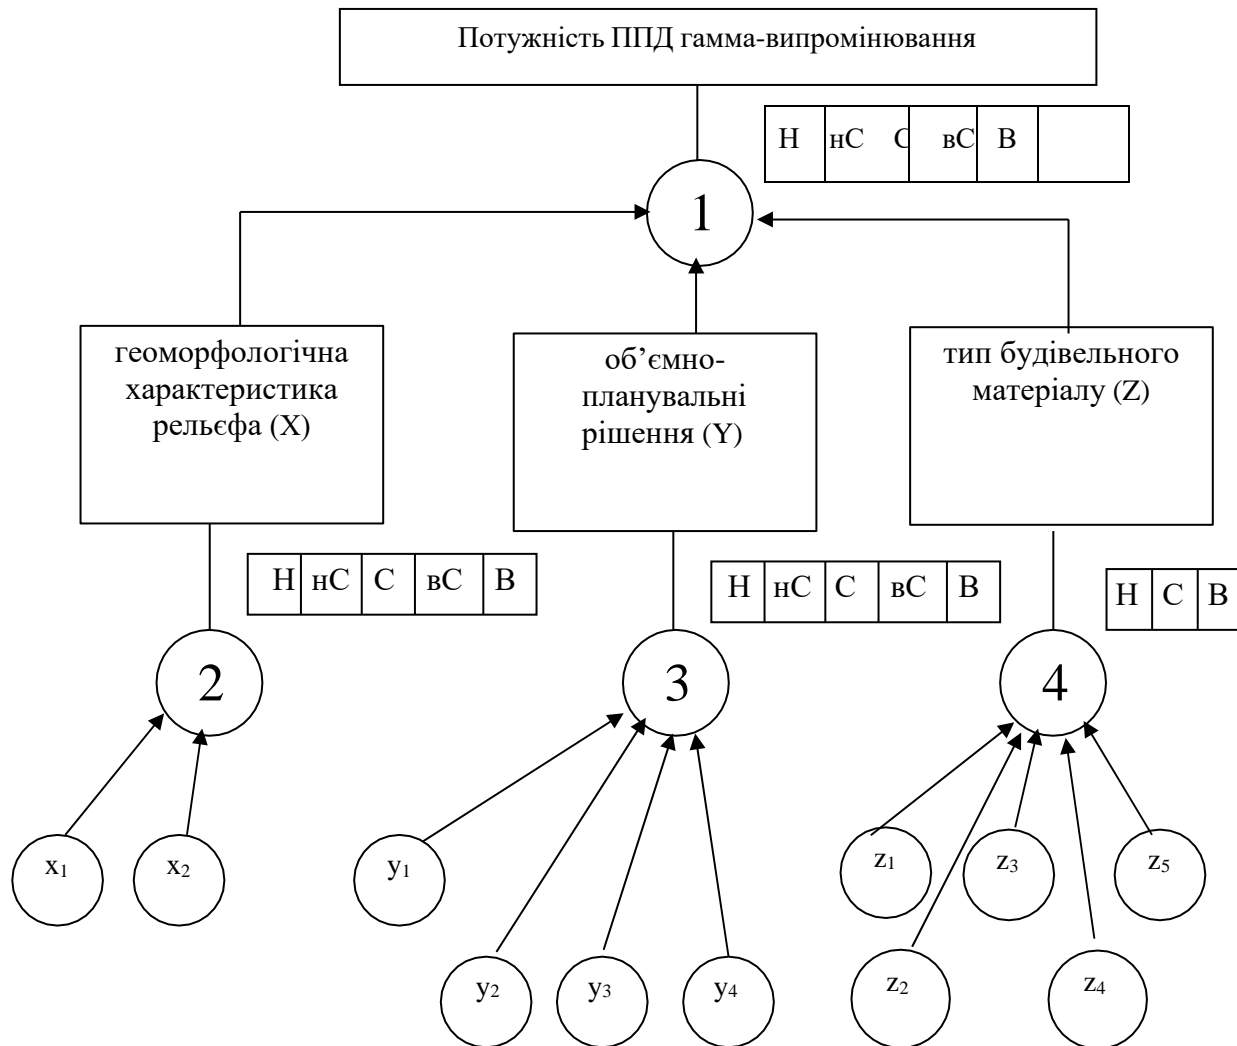 Потужність ППД гамма-випромінювання
Н нС С вС В
1
геоморфологічна
характеристика
рельєфа (X)
об’ємно-
планувальні
рішення (Y)
тип будівельного
матеріалу (Z)
Н нС С вС В
Н нС С вС В
Н С В
2
3
4
x1
x2
y1
z1
z3
z5
y2
y3
y4
z2
z4